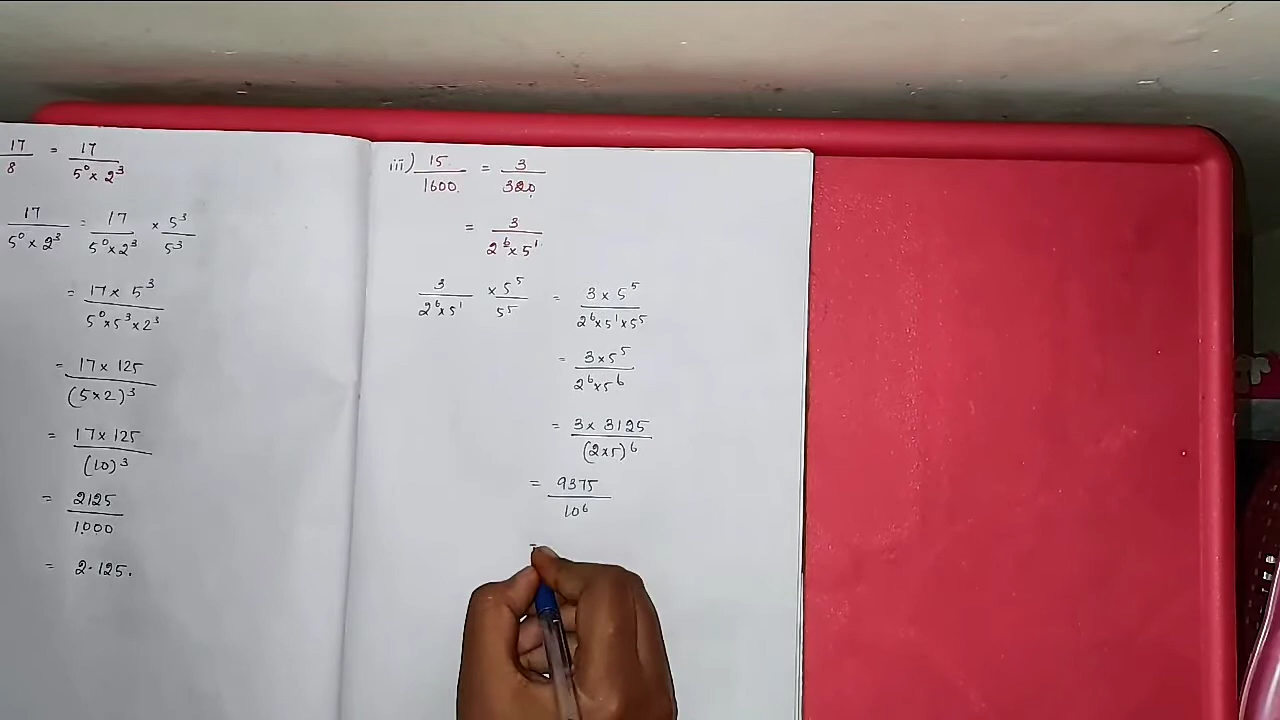 17/8 = 17/5⁰×2³
17/5⁰×2³ = 17/5⁰×2³ × 5³/5³
= 17×5³/5⁰×5³×2³
= 17×125/(5×2)³
= 17×125/(10)³
= 2125/1000
= 2.125.
iii) 15/1600 = 3/320
= 3/2⁶×5¹
3/2⁶×5¹ × 5⁵/5⁵ = 3×5⁵/2⁶×5¹×5⁵
= 3×5⁵/2⁶×5⁶
= 3×3125/(2×5)⁶
= 9375/10⁶
=